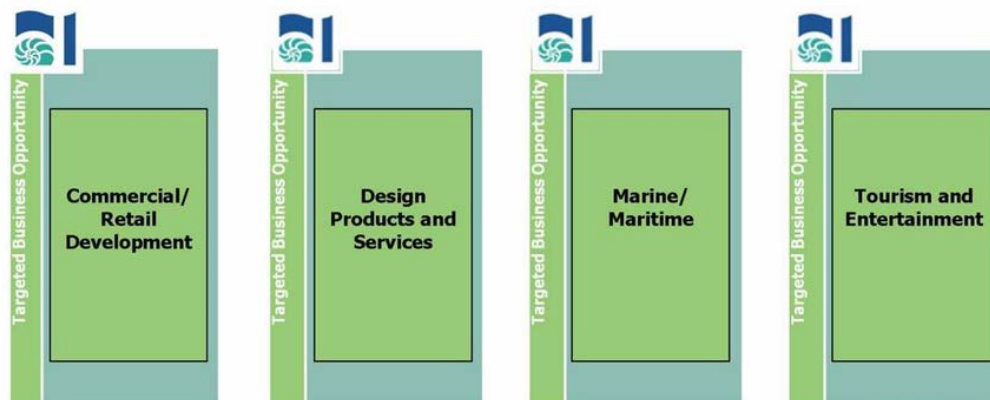 Targeted Business Opportunity
Commercial/
Retail
Development
Targeted Business Opportunity
Design
Products and
Services
Targeted Business Opportunity
Marine/
Maritime
Targeted Business Opportunity
Tourism and
Entertainment